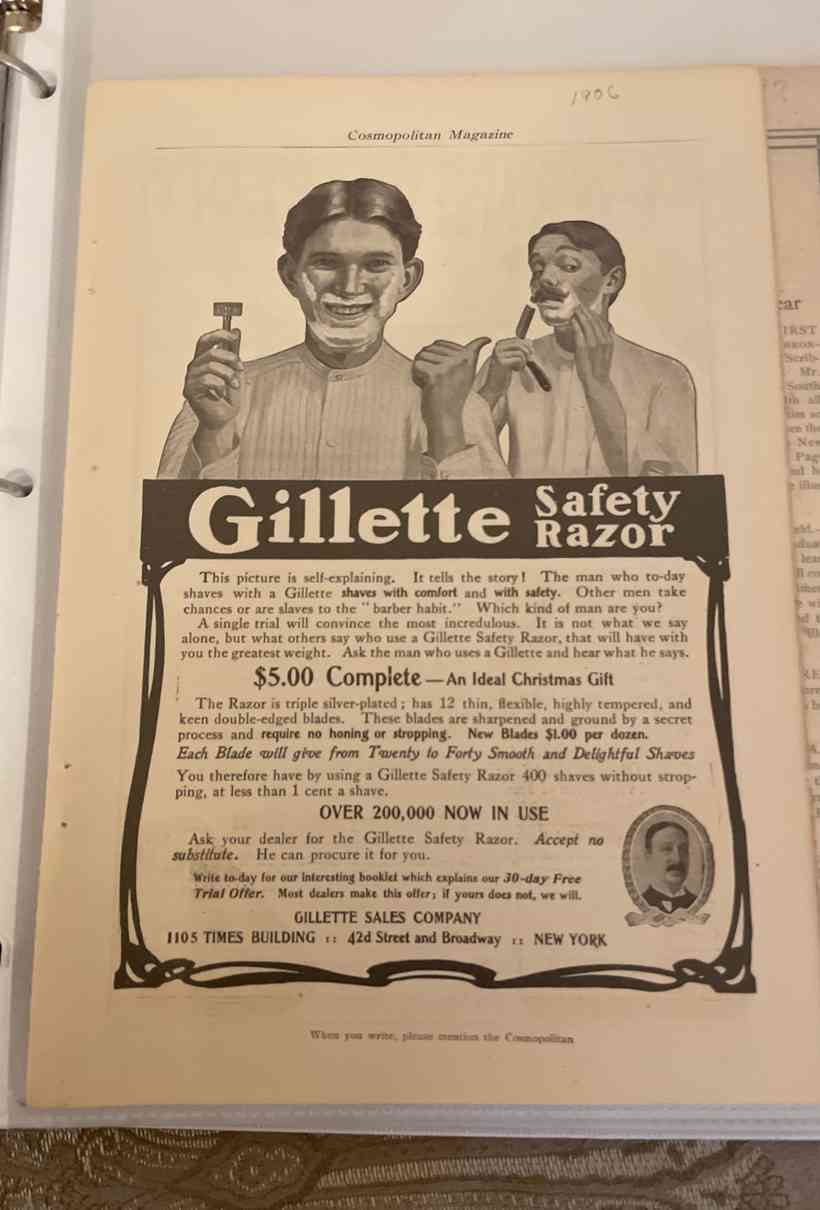 1906
Cosmopolitan Magazine
Gillette Safety
Razor
This picture is self-explaining. It tells the story! The man who to-day
shaves with a Gillette shaves with comfort and with safety. Other men take
chances or are slaves to the "barber habit." Which kind of man are you?
A single trial will convince the most incredulous. It is not what we say
alone, but what others say who use a Gillette Safety Razor, that will have with
you the greatest weight. Ask the man who uses a Gillette and hear what he says.
$5.00 Complete—An Ideal Christmas Gift
The Razor is triple silver-plated; has 12 thin, flexible, highly tempered, and
keen double-edged blades. These blades are sharpened and ground by a secret
process and require no honing or stropping. New Blades $1.00 per dozen.
Each Blade will give from Twenty to Forty Smooth and Delightful Shaves
You therefore have by using a Gillette Safety Razor 400 shaves without strop-
ping, at less than 1 cent a shave.
OVER 200,000 NOW IN USE
Ask your dealer for the Gillette Safety Razor. Accept no
substitute. He can procure it for you.
Write to-day for our interesting booklet which explains our 30-day Free
Trial Offer. Most dealers make this offer; if yours does not, we will.
GILLETTE SALES COMPANY
1105 TIMES BUILDING :: 42d Street and Broadway :: NEW YORK
When you write, please mention the Cosmopolitan
?
Mr.
South